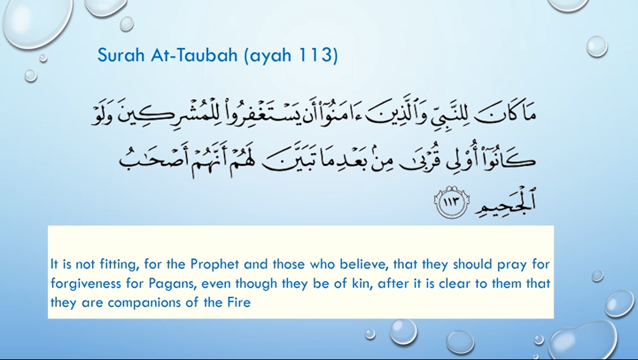 Surah At-Taubah (ayah 113)
مَا كَانَ لِلنَّبِيِّ وَٱلَّذِينَ ءَامَنُوٓا۟ أَن يَسْتَغْفِرُوا۟ لِلْمُشْرِكِينَ وَلَوْ
كَانُوٓا۟ أُو۟لِى قُرْبَىٰ مِنۢ بَعْدِ مَا تَبَيَّنَ لَهُمْ أَنَّهُمْ أَصْحَٰبُ
ٱلْجَحِيمِ ١١٣
It is not fitting, for the Prophet and those who believe, that they should pray for
forgiveness for Pagans, even though they be of kin, after it is clear to them that
they are companions of the Fire